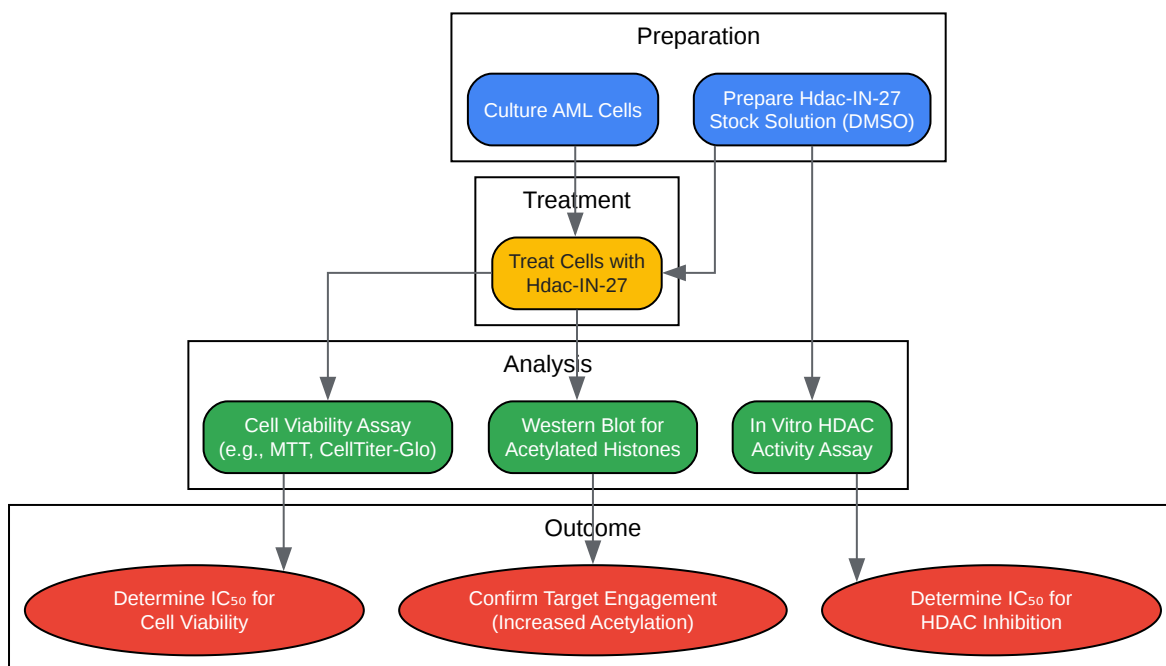 Preparation
Culture AML Cells
Prepare Hdac-IN-27
Stock Solution (DMSO)
Treatment
Treat Cells with
Hdac-IN-27
Analysis
Cell Viability Assay
(e.g., MTT, CellTiter-Glo)
Western Blot for
Acetylated Histones
In Vitro HDAC
Activity Assay
Outcome
Determine IC₅₀ for
Cell Viability
Confirm Target Engagement
(Increased Acetylation)
Determine IC₅₀ for
HDAC Inhibition